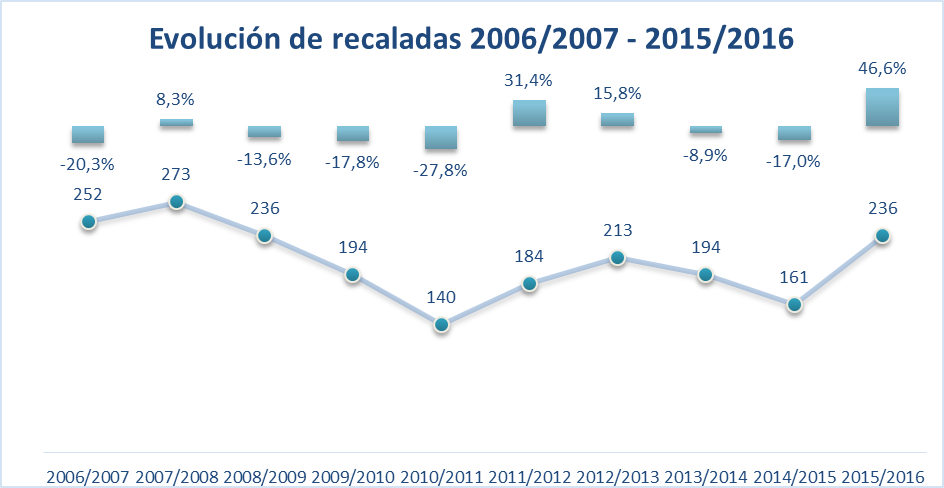 Evolución de recaladas 2006/2007 - 2015/2016
-20,3% 8,3% -13,6% -17,8% -27,8% 31,4% 15,8% -8,9% -17,0% 46,6%
252 273 236 194 140 184 213 194 161 236
2006/2007 2007/2008 2008/2009 2009/2010 2010/2011 2011/2012 2012/2013 2013/2014 2014/2015 2015/2016